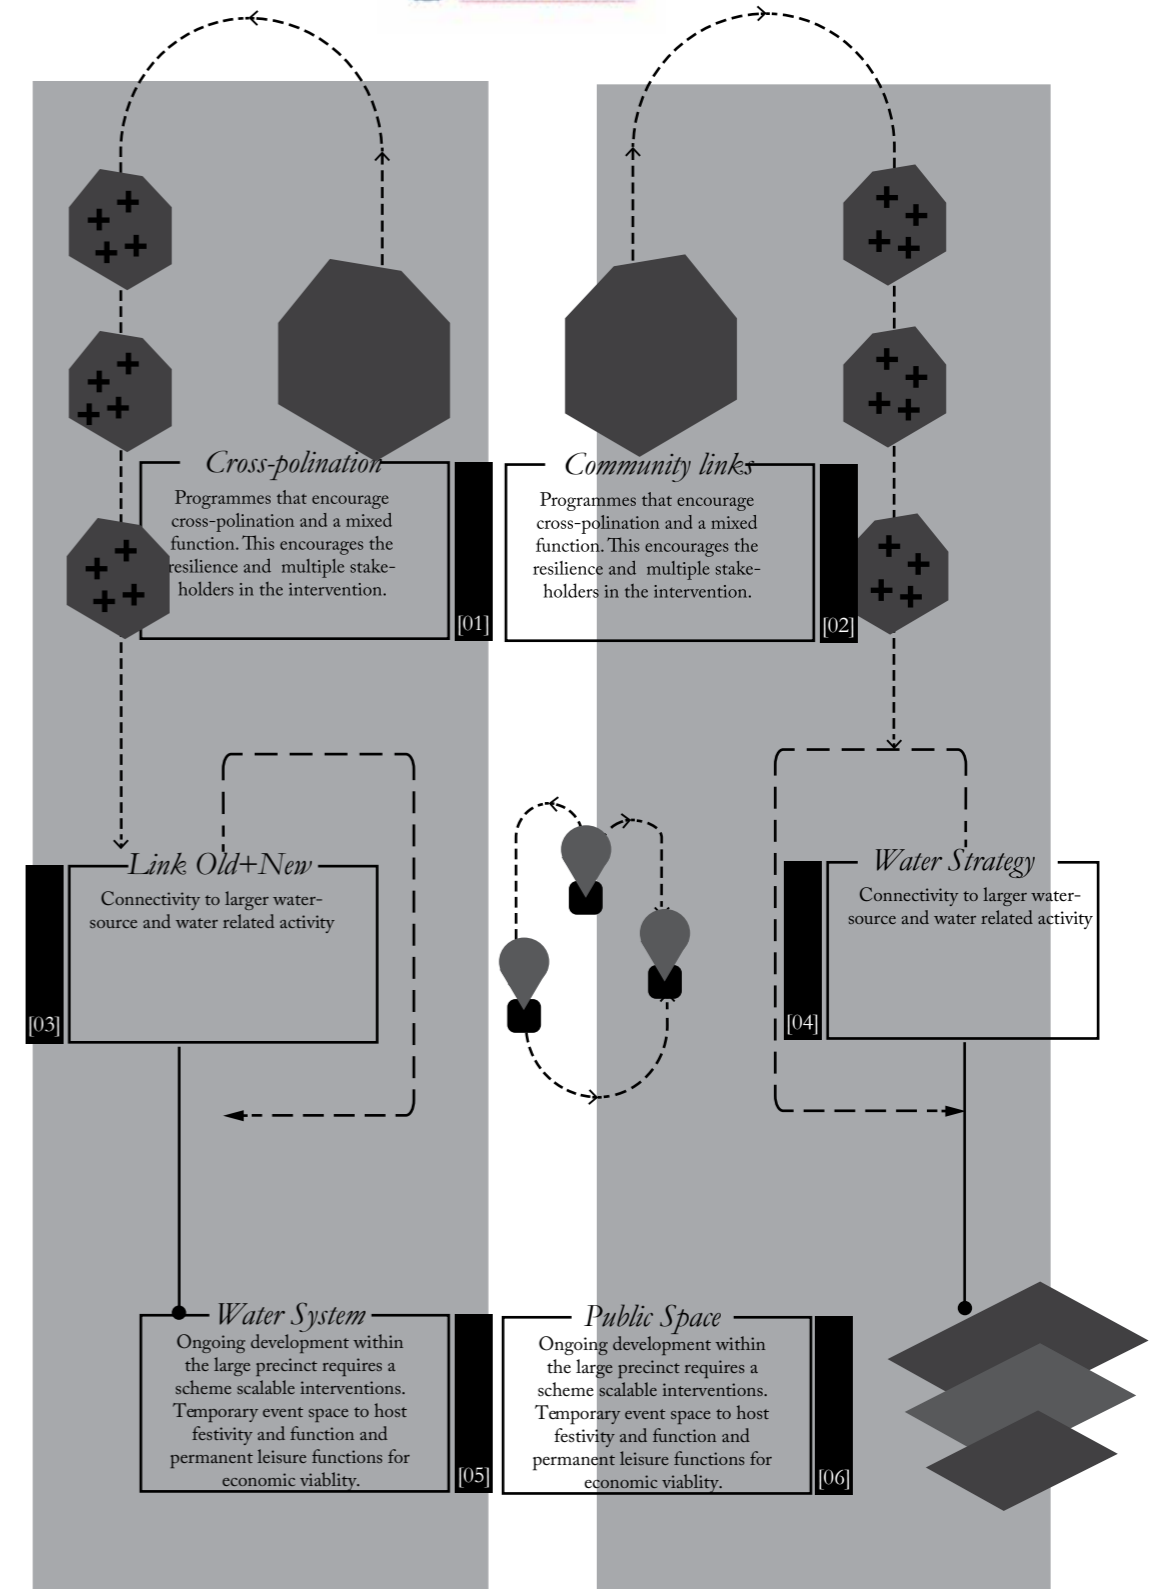 Cross-polination
Programmes that encourage
cross-polination and a mixed
function. This encourages the
resilience and  multiple stake-
holders in the intervention.
[01]
Community links
Programmes that encourage
cross-polination and a mixed
function. This encourages the
resilience and  multiple stake-
holders in the intervention.
[02]
Link Old+New
Connectivity to larger water-
source and water related activity
[03]
Water Strategy
Connectivity to larger water-
source and water related activity
[04]
Water System
Ongoing development within
the large precinct requires a
scheme scalable interventions.
Temporary event space to host
festivity and function and
permanent leisure functions for
economic viablity.
[05]
Public Space
Ongoing development within
the large precinct requires a
scheme scalable interventions.
Temporary event space to host
festivity and function and
permanent leisure functions for
economic viablity.
[06]